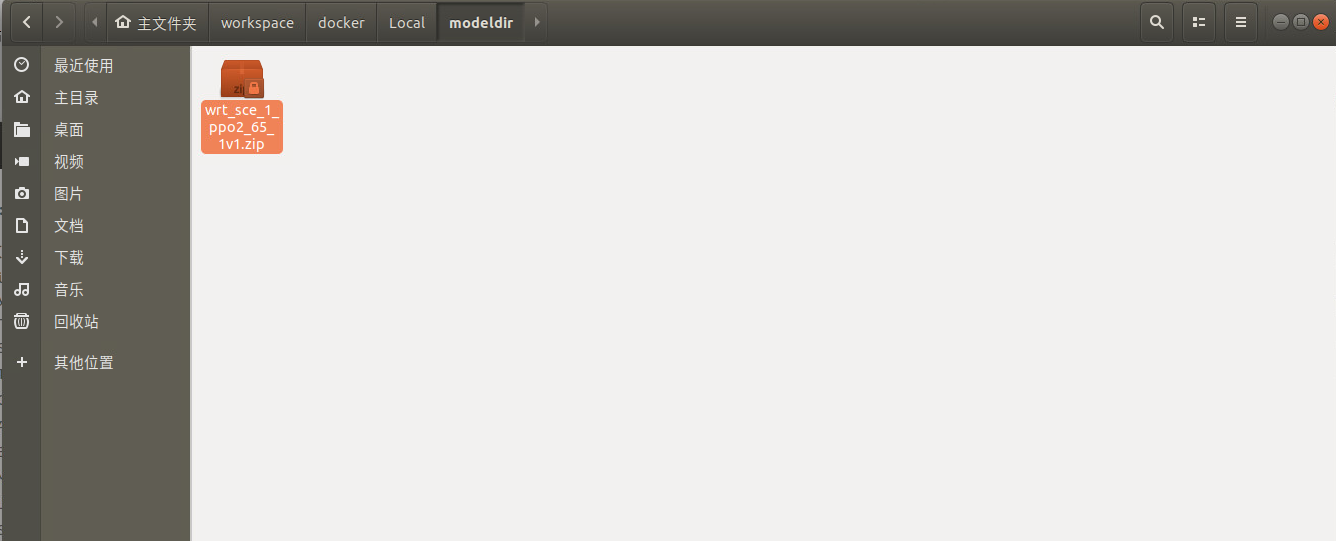 主文件夹 workspace docker Local modeldir
最近使用
主目录
桌面
视频
图片
文档
下载
音乐
回收站
其他位置
zip
wrt_sce_1_
ppo2_65_
1v1.zip